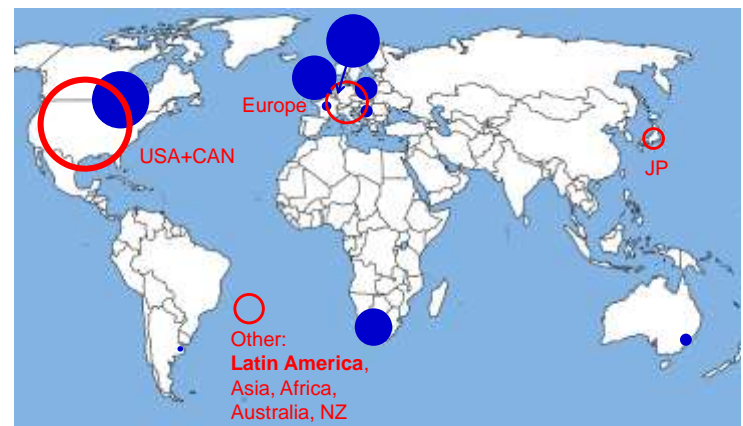 Europe
USA+CAN
JP
Other:
Latin America,
Asia, Africa,
Australia, NZ